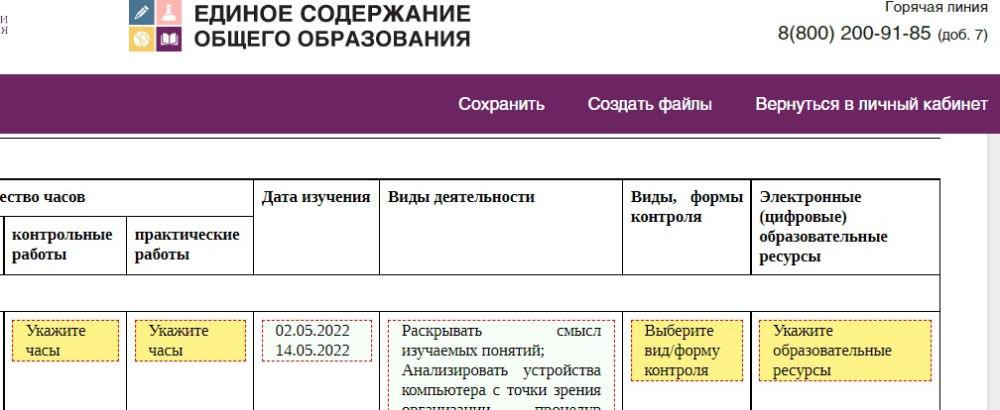 И
Я
ЕДИНОЕ СОДЕРЖАНИЕ
ОБЩЕГО ОБРАЗОВАНИЯ
Горячая линия
8(800) 200-91-85 (доб. 7)
Сохранить Создать файлы Вернуться в личный кабинет
ество часов
контрольные
работы
практические
работы
Дата изучения
Виды деятельности
Виды, формы
контроля
Электронные
(цифровые)
образовательные
ресурсы
Укажите
часы
Укажите
часы
02.05.2022
14.05.2022
Раскрывать смысл
изучаемых понятий;
Анализировать устройства
компьютера с точки зрения
организации процедур
Выберите
вид/форму
контроля
Укажите
образовательные
ресурсы